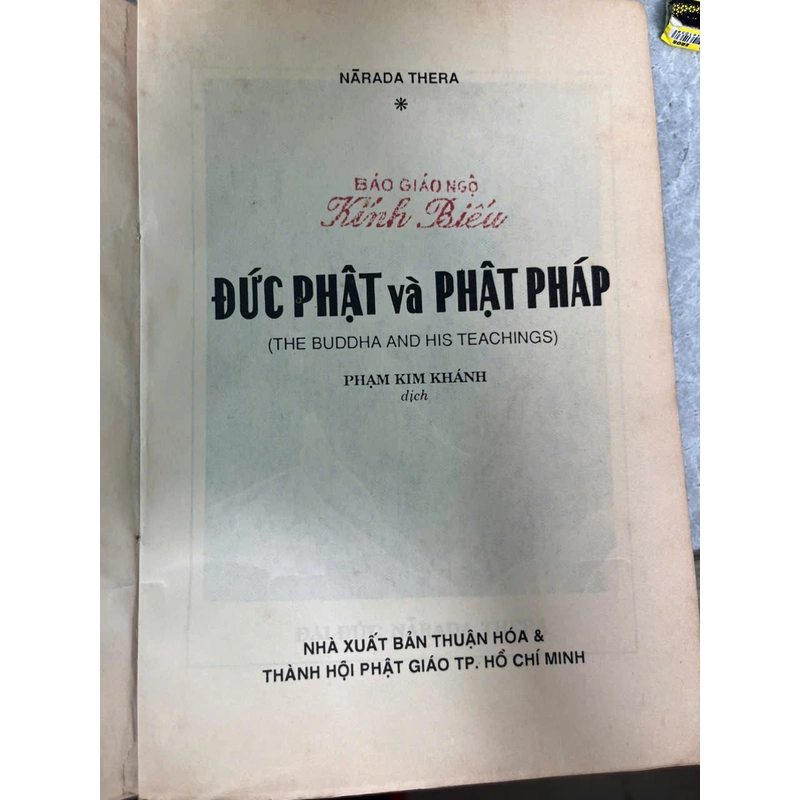 NĀRADA THERA
*
BÁO GIÁC NGỘ
Kính Biếu
ĐỨC PHẬT và PHẬT PHÁP
(THE BUDDHA AND HIS TEACHINGS)
PHẠM KIM KHÁNH
dịch
NHÀ XUẤT BẢN THUẬN HÓA &
THÀNH HỘI PHẬT GIÁO TP. HỒ CHÍ MINH